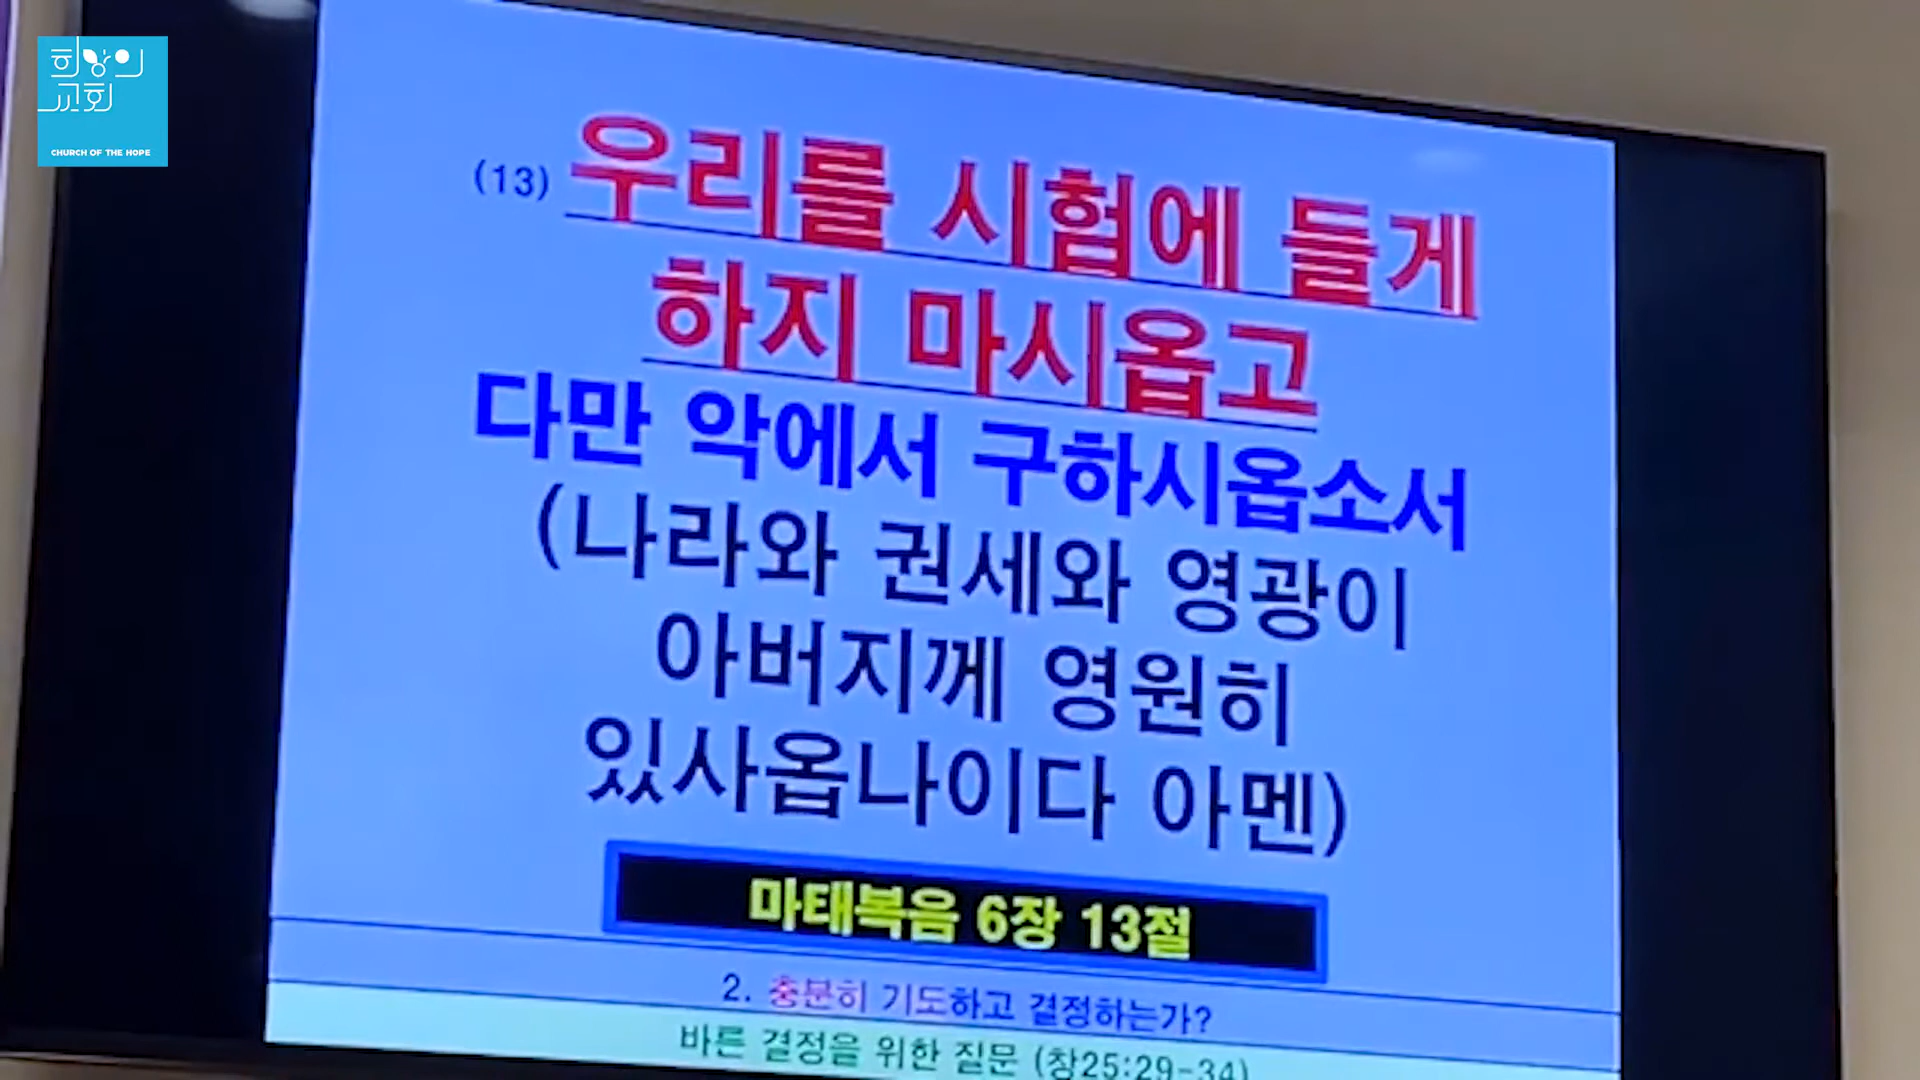 희망의
교회
CHURCH OF THE HOPE
(13) 우리를 시험에 들게
하지 마시옵고
다만 악에서 구하시옵소서
(나라와 권세와 영광이
아버지께 영원히
있사옵나이다 아멘)
마태복음 6장 13절
2. 충분히 기도하고 결정하는가?
바른 결정을 위한 질문 (창25:29-34)